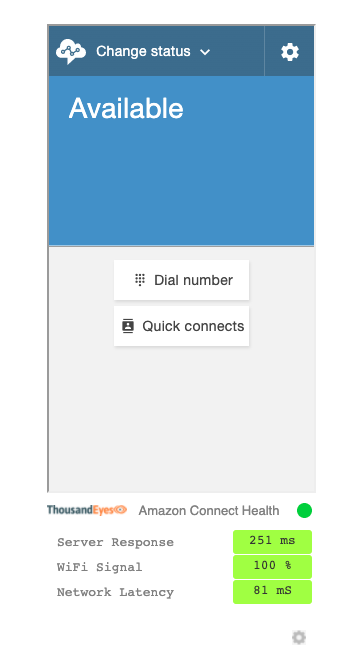 Change status
Available
Dial number
Quick connects
ThousandEyes Amazon Connect Health
Server Response 251 ms
WiFi Signal 100 %
Network Latency 81 mS